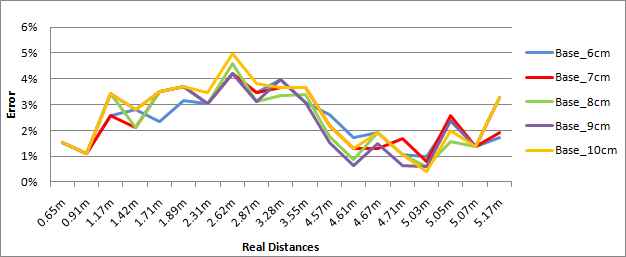 6%
5%
4%
3%
2%
1%
0%
Error
0.65m
0.91m
1.17m
1.42m
1.71m
1.89m
2.31m
2.62m
2.87m
3.28m
3.55m
4.57m
4.61m
4.67m
4.71m
5.03m
5.05m
5.07m
5.17m
Real Distances
Base_6cm
Base_7cm
Base_8cm
Base_9cm
Base_10cm